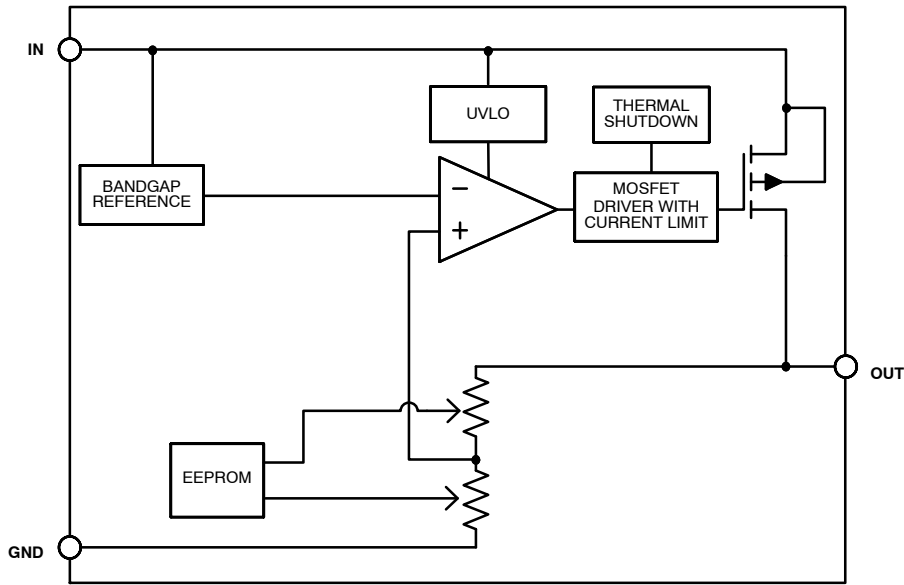 IN
UVLO
THERMAL
SHUTDOWN
BANDGAP
REFERENCE
−
+
MOSFET
DRIVER WITH
CURRENT LIMIT
OUT
EEPROM
GND